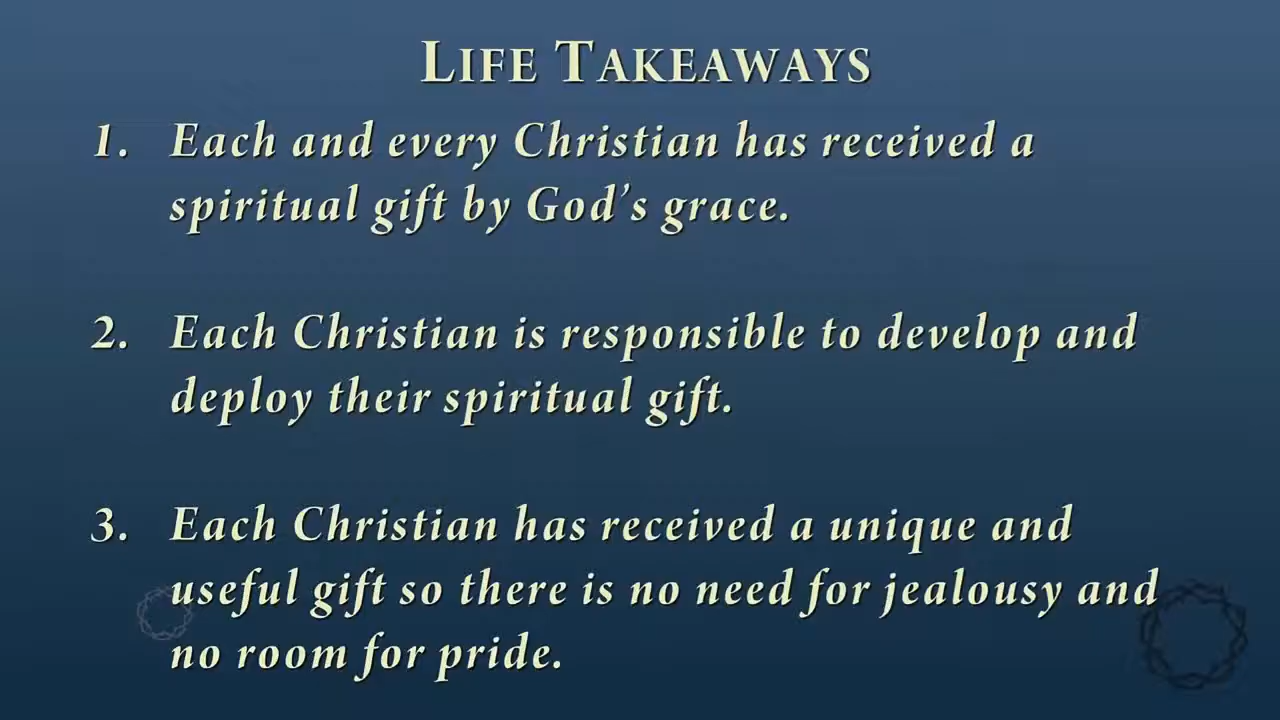 LIFE TAKEAWAYS
1. Each and every Christian has received a
spiritual gift by God's grace.
2. Each Christian is responsible to develop and
deploy their spiritual gift.
3. Each Christian has received a unique and
useful gift so there is no need for jealousy and
no room for pride.